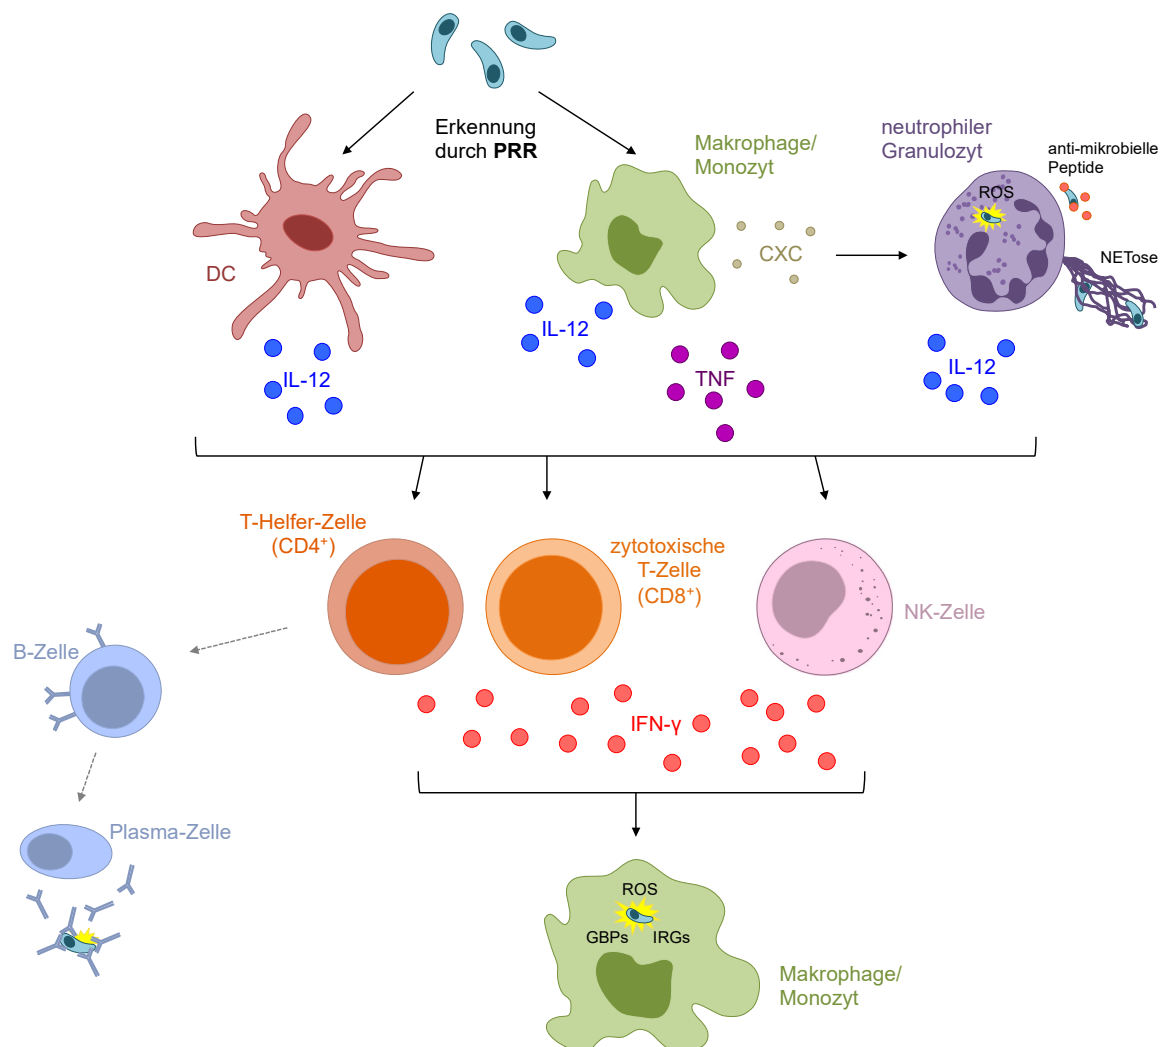 Erkennung
durch PRR
Makrophage/
Monozyt
neutrophiler
Granulozyt
anti-mikrobielle
Peptide
ROS
CXC
NETose
DC
IL-12
IL-12
TNF
IL-12
T-Helfer-Zelle
(CD4⁺)
zytotoxische
T-Zelle
(CD8⁺)
NK-Zelle
B-Zelle
IFN-γ
Plasma-Zelle
ROS
GBPs
IRGs
Makrophage/
Monozyt